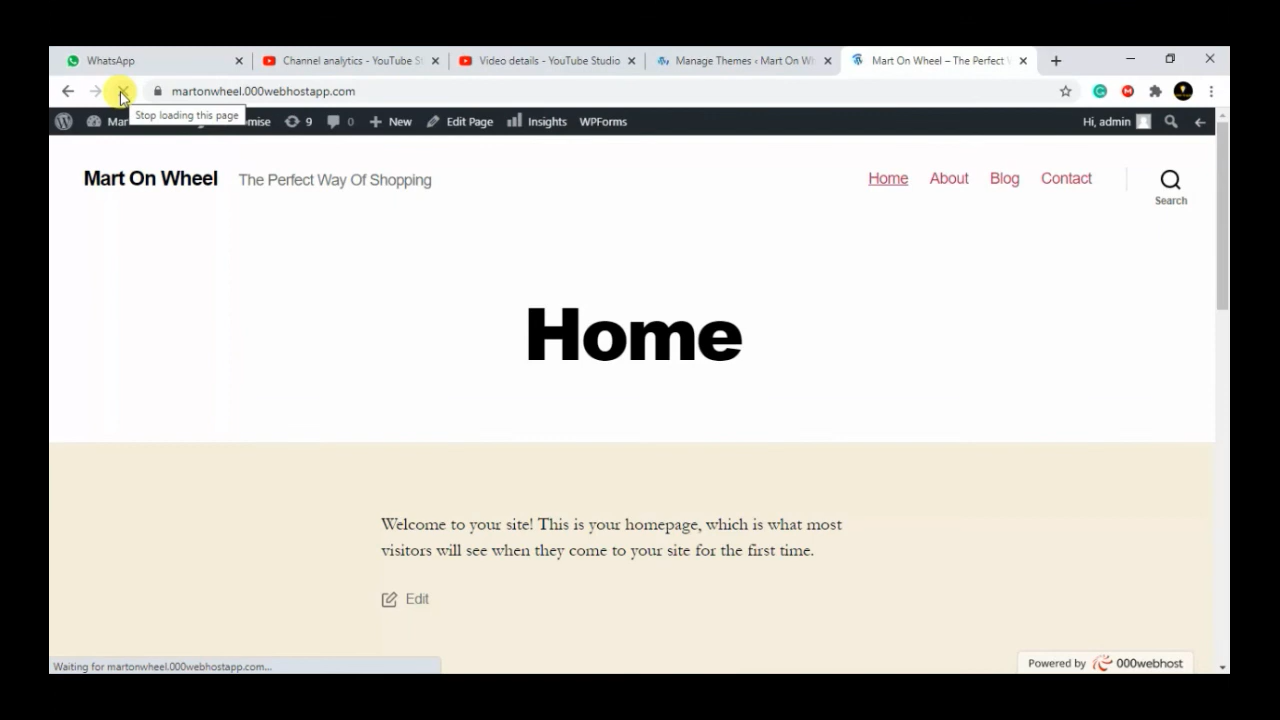 WhatsApp
Channel analytics - YouTube S
Video details - YouTube Studio
Manage Themes ‹ Mart On W
Mart On Wheel – The Perfect
martonwheel.000webhostapp.com
Stop loading this page
Mar
mise
9
0
New
Edit Page
Insights
WPForms
Hi, admin
Mart On Wheel
The Perfect Way Of Shopping
Home
About
Blog
Contact
Search
Home
Welcome to your site! This is your homepage, which is what most
visitors will see when they come to your site for the first time.
Edit
Waiting for martonwheel.000webhostapp.com...
Powered by 000webhost